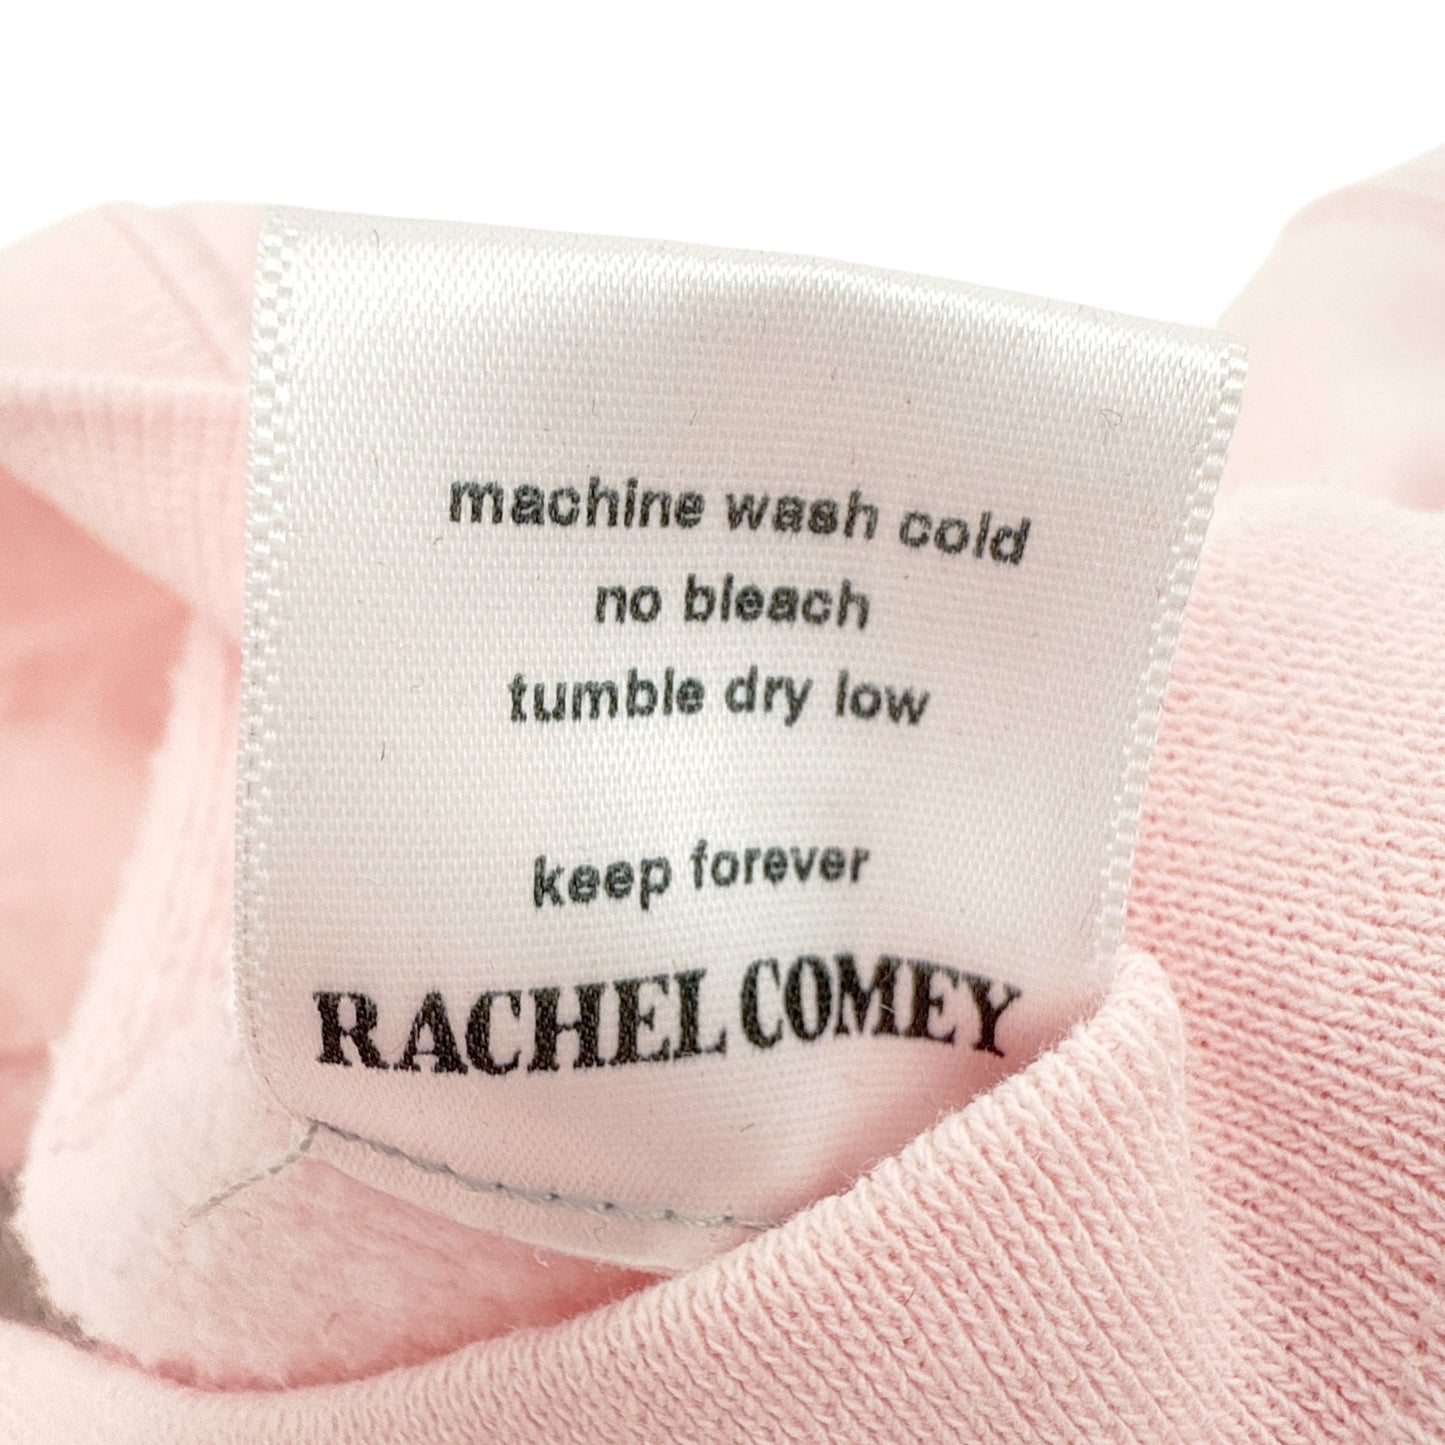 machine wash cold
no bleach
tumble dry low
keep forever
RACHEL COMEY